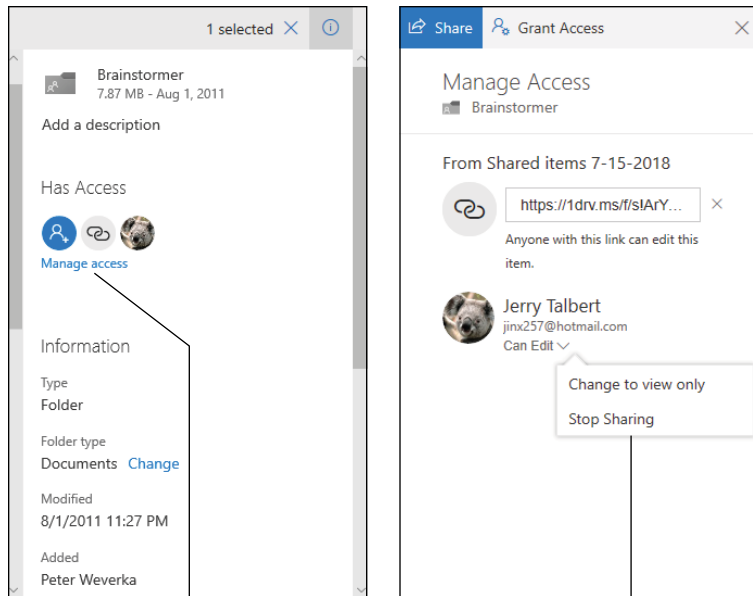 1 selected
Brainstormer
7.87 MB - Aug 1, 2011
Add a description
Has Access
Manage access
Information
Type
Folder
Folder type
Documents Change
Modified
8/1/2011 11:27 PM
Added
Peter Weverka
Share Grant Access
Manage Access
Brainstormer
From Shared items 7-15-2018
https://1drv.ms/f/s!ArY...
Anyone with this link can edit this
item.
Jerry Talbert
jinx257@hotmail.com
Can Edit
Change to view only
Stop Sharing